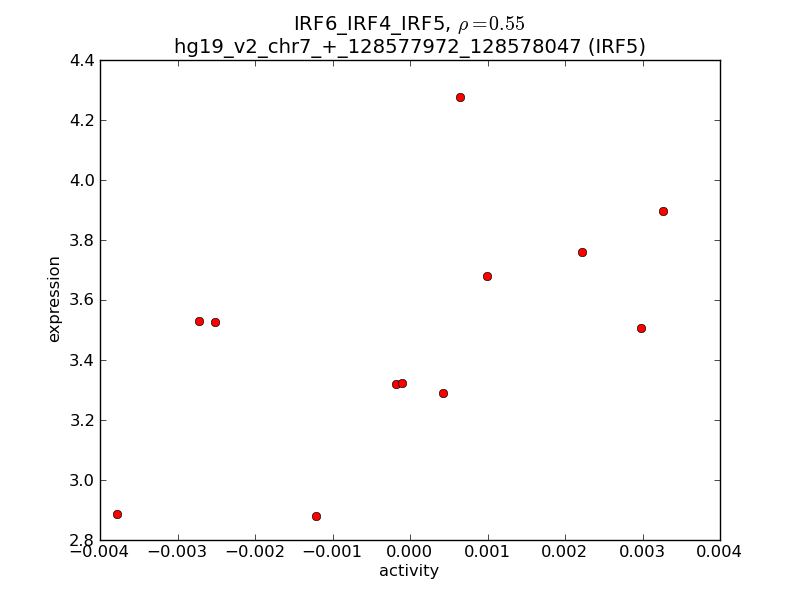 IRF6_IRF4_IRF5, ρ=0.55
hg19_v2_chr7_+_128577972_128578047 (IRF5)
4.4
4.2
4.0
3.8
3.6
3.4
3.2
3.0
2.8
expression
−0.004 −0.003 −0.002 −0.001 0.000 0.001 0.002 0.003 0.004
activity